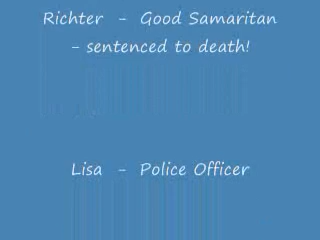 Richter - Good Samaritan
- sentenced to death!
Lisa - Police Officer